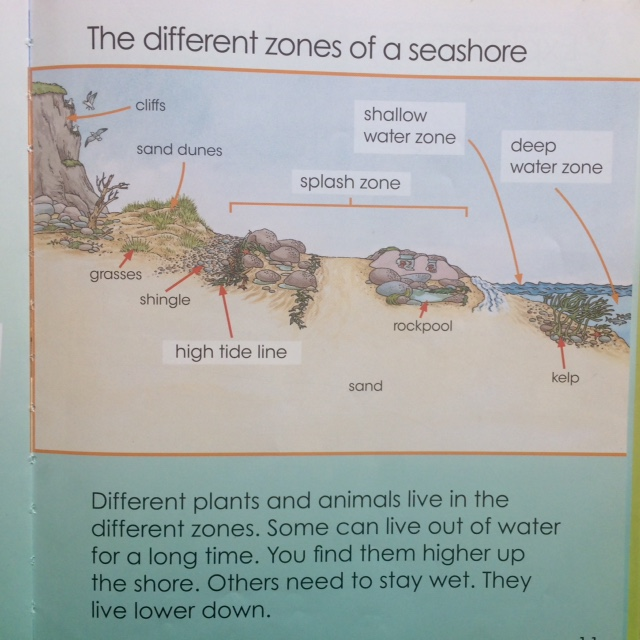 The different zones of a seashore
cliffs
shallow
water zone
sand dunes
deep
water zone
splash zone
grasses
shingle
rockpool
high tide line
sand
kelp
Different plants and animals live in the
different zones. Some can live out of water
for a long time. You find them higher up
the shore. Others need to stay wet. They
live lower down.